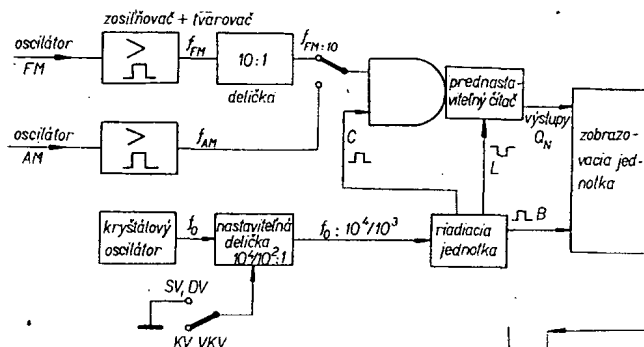 zosilňovač + tvarovač
oscilátor
FM
>
f_FM
10:1
delička
f_FM:10
prednasta-
viteľný čítač
výstupy
Q_N
zobrazo-
vacia jed-
notka
oscilátor
AM
>
f_AM
C
L
kryštálový
oscilátor
f_0
nastaviteľná
delička
10^4/10^2:1
f_0:10^4/10^3
riadiacia
jednotka
B
SV, DV
KV, VKV